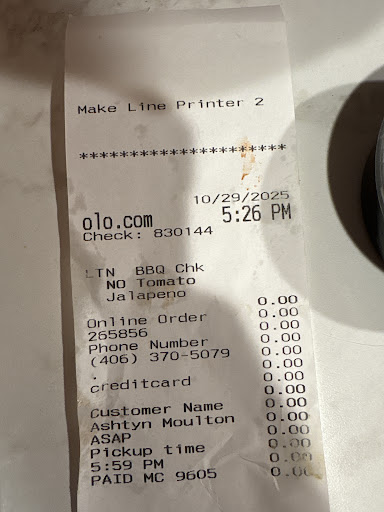 Make Line Printer 2
***********************
10/29/2025
olo.com 5:26 PM
Check: 830144
LTN BBQ Chk
NO Tomato
Jalapeno 0.00
Online Order 0.00
265856 0.00
Phone Number 0.00
(406) 370-5079 0.00
. 0.00
creditcard 0.00
0.00
Customer Name 0.00
Ashtyn Moulton 0.00
ASAP 0.00
Pickup time 0.00
5:59 PM 0.00
PAID MC 9605 0.00